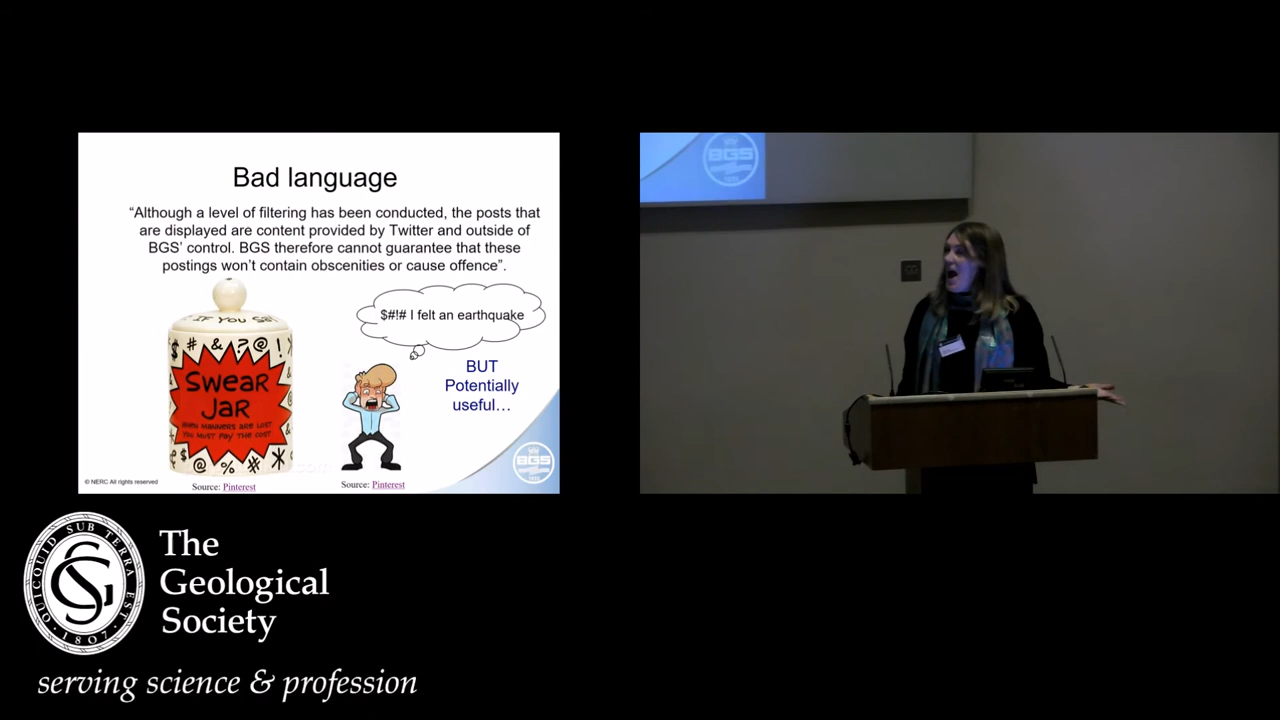 Bad language
“Although a level of filtering has been conducted, the posts that
are displayed are content provided by Twitter and outside of
BGS’ control. BGS therefore cannot guarantee that these
postings won’t contain obscenities or cause offence”.
IF YOU
$ # & ? @ !
Swear
Jar
WHEN MANNERS ARE LOST
YOU MUST PAY THE COST
$ @ % # *
$#!# I felt an earthquake
BUT
Potentially
useful…
BGS
© NERC All rights reserved
Source: Pinterest
Source: Pinterest
BGS
QUICQUID SUB TERRA EST
1807
The
Geological
Society
serving science & profession